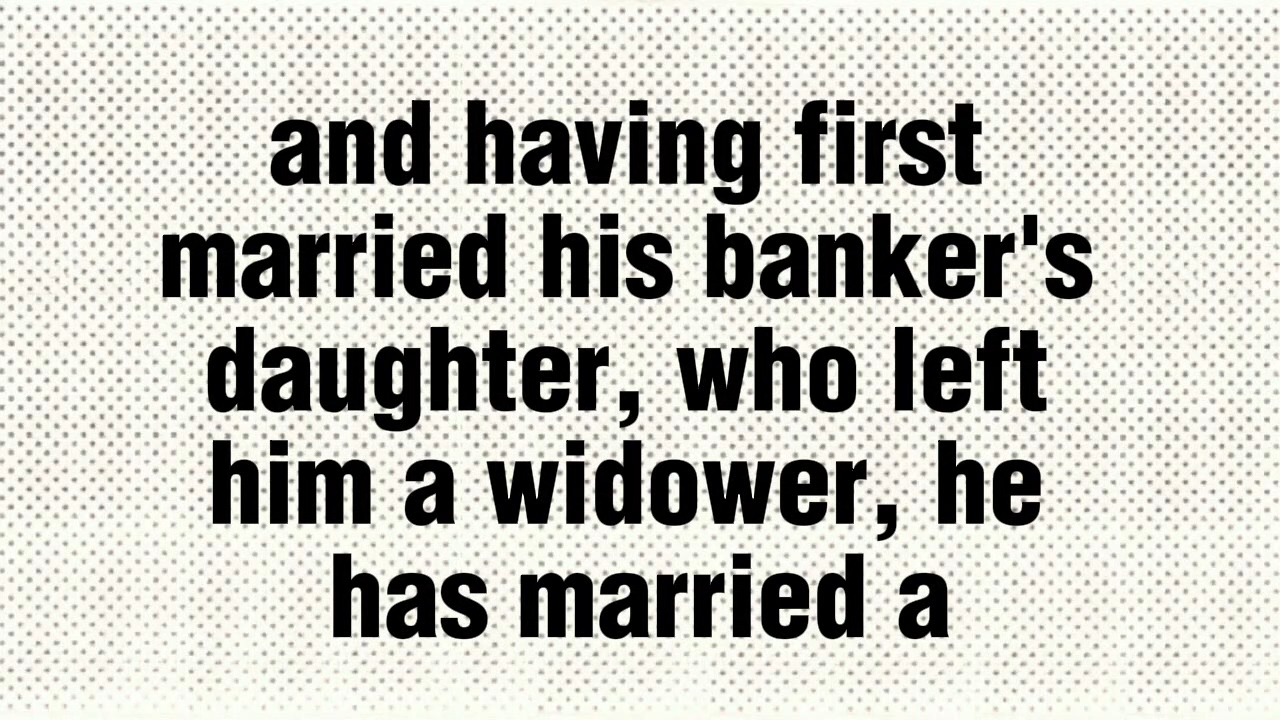 and having first
married his banker's
daughter, who left
him a widower, he
has married a